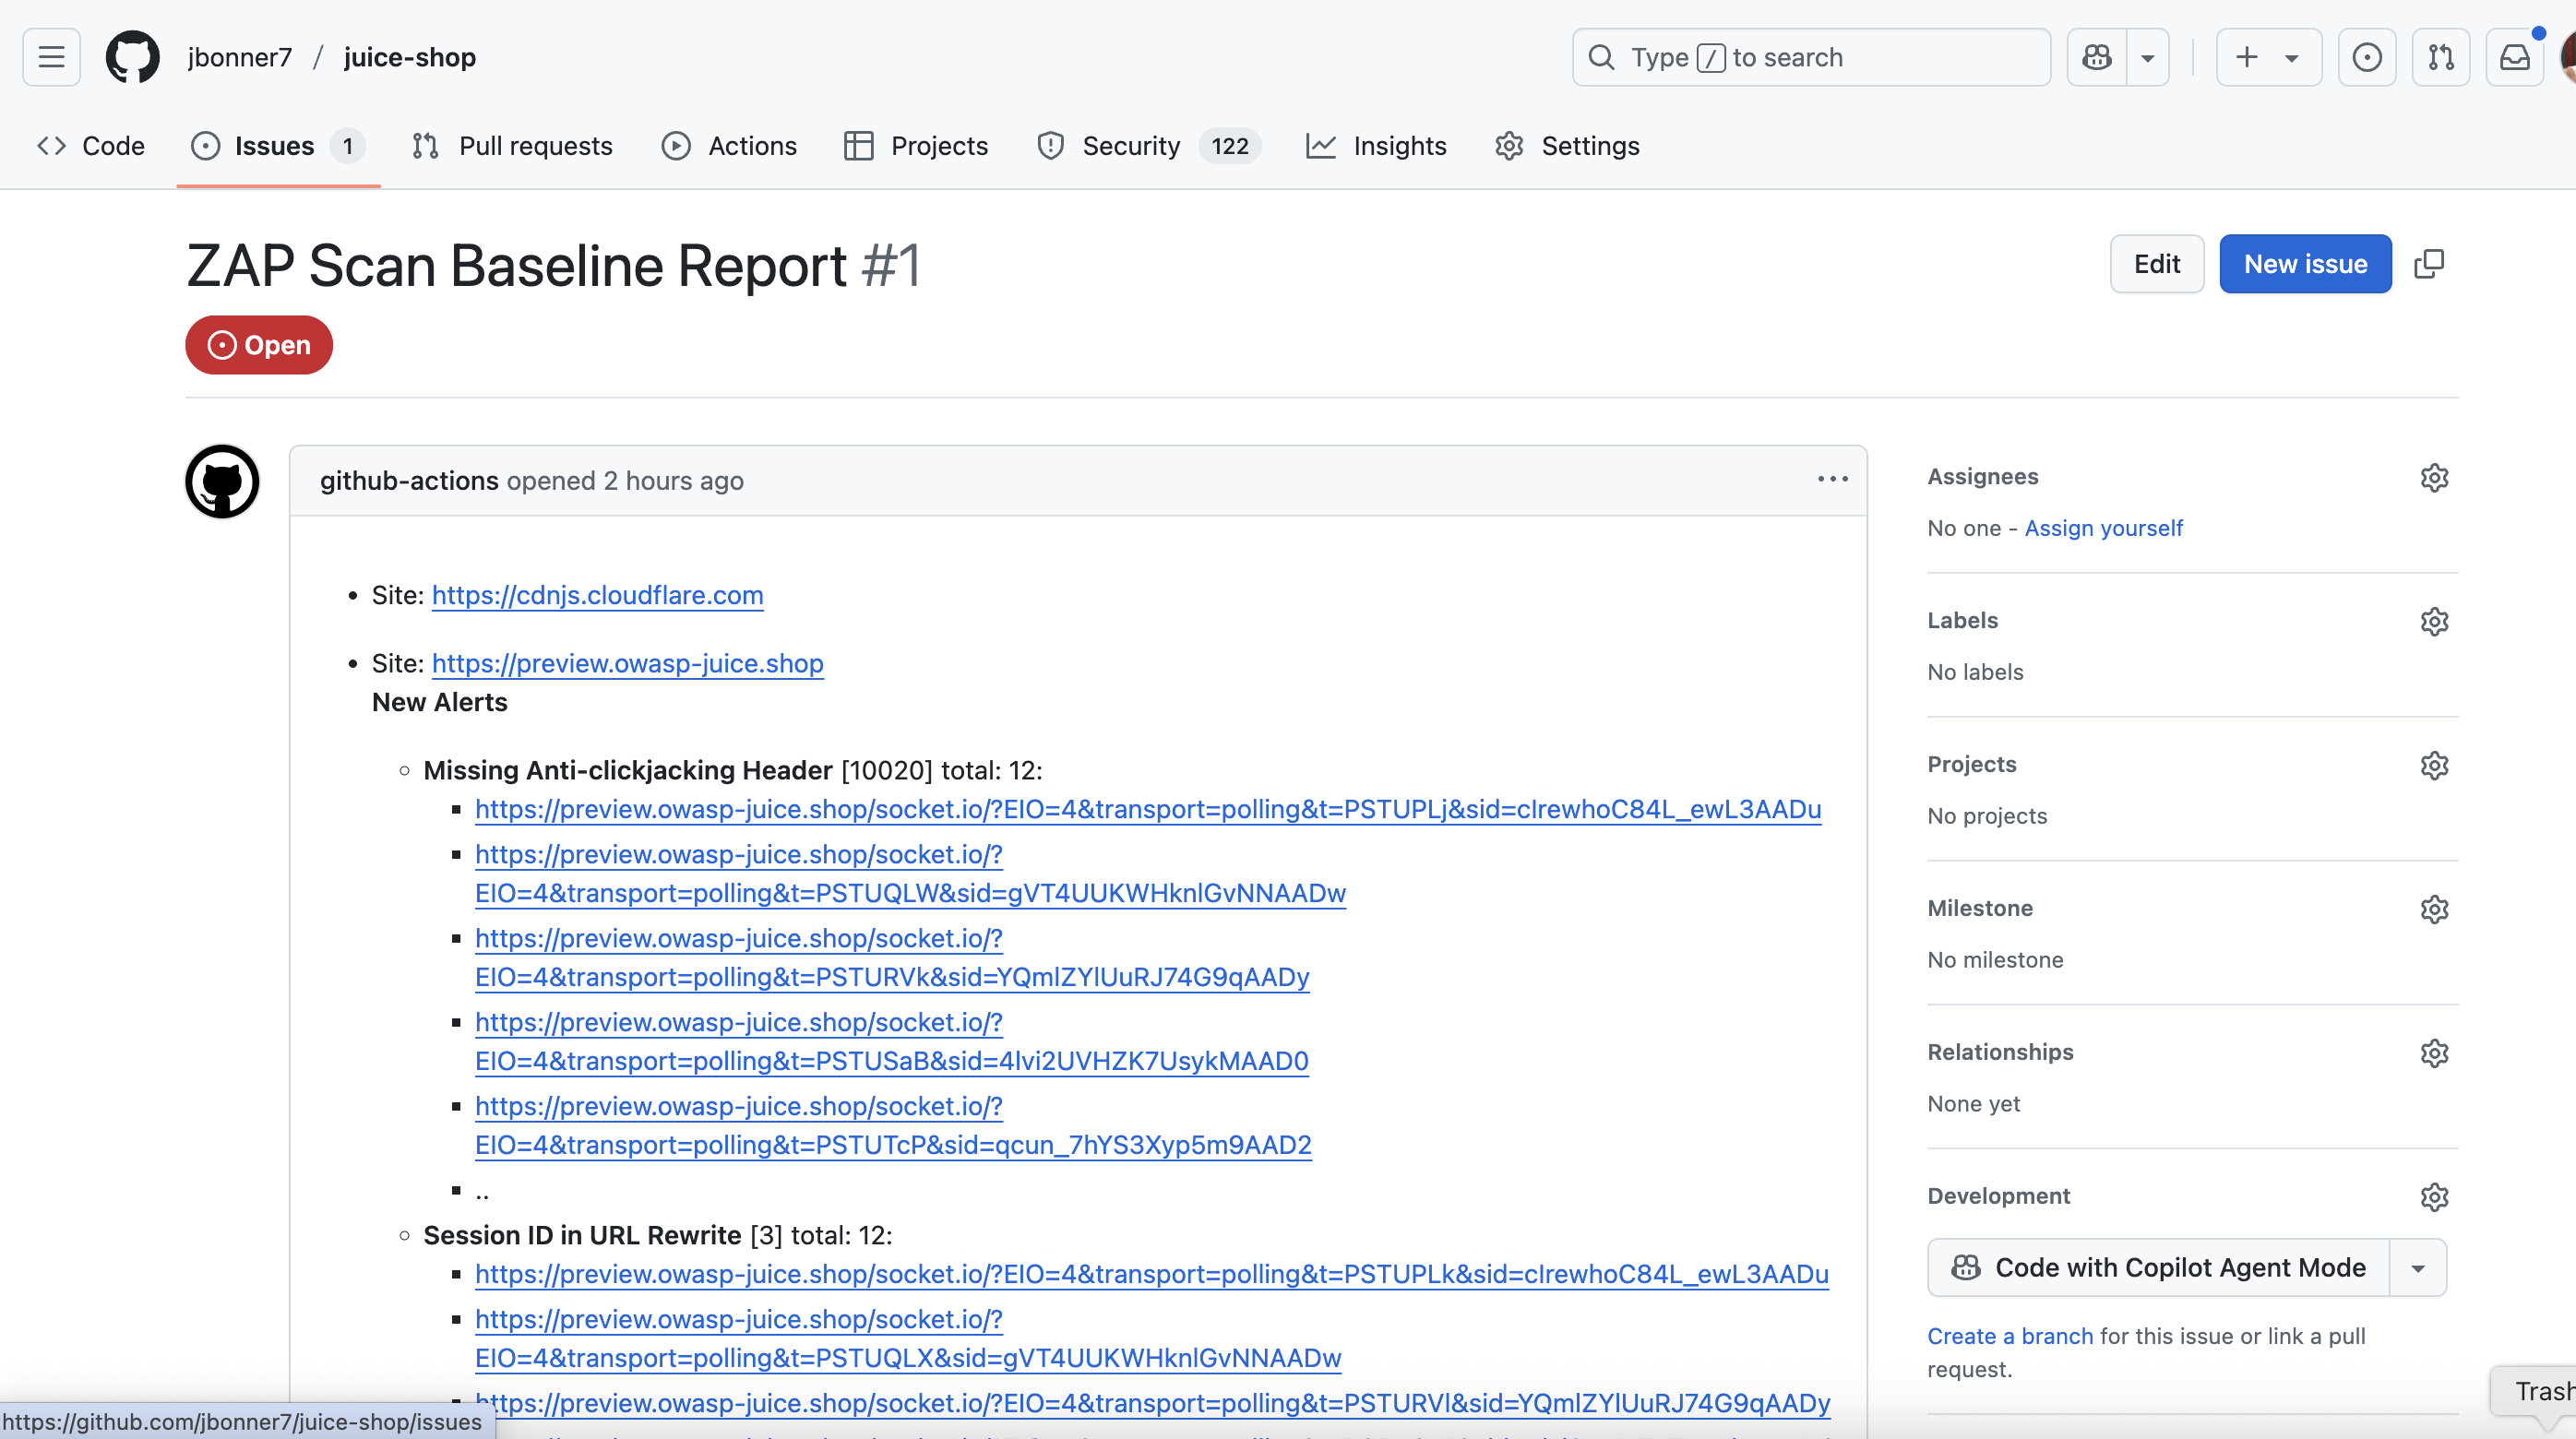 jbonner7 / juice-shop
Type / to search
Code
Issues 1
Pull requests
Actions
Projects
Security 122
Insights
Settings
ZAP Scan Baseline Report #1
Edit
New issue
Open
github-actions opened 2 hours ago
Site: https://cdnjs.cloudflare.com
Site: https://preview.owasp-juice.shop
New Alerts
Missing Anti-clickjacking Header [10020] total: 12:
https://preview.owasp-juice.shop/socket.io/?EIO=4&transport=polling&t=PSTUPLj&sid=cIrewhoC84L_ewL3AADu
https://preview.owasp-juice.shop/socket.io/?
EIO=4&transport=polling&t=PSTUQLW&sid=gVT4UUKWHknlGvNNAADw
https://preview.owasp-juice.shop/socket.io/?
EIO=4&transport=polling&t=PSTURVk&sid=YQmlZYlUuRJ74G9qAADy
https://preview.owasp-juice.shop/socket.io/?
EIO=4&transport=polling&t=PSTUSaB&sid=4lvi2UVHZK7UsykMAAD0
https://preview.owasp-juice.shop/socket.io/?
EIO=4&transport=polling&t=PSTUTcP&sid=qcun_7hYS3Xyp5m9AAD2
..
Session ID in URL Rewrite [3] total: 12:
https://preview.owasp-juice.shop/socket.io/?EIO=4&transport=polling&t=PSTUPLk&sid=cIrewhoC84L_ewL3AADu
https://preview.owasp-juice.shop/socket.io/?
EIO=4&transport=polling&t=PSTUQLX&sid=gVT4UUKWHknlGvNNAADw
https://preview.owasp-juice.shop/socket.io/?EIO=4&transport=polling&t=PSTURVl&sid=YQmlZYlUuRJ74G9qAADy
https://github.com/jbonner7/juice-shop/issues
Assignees
No one - Assign yourself
Labels
No labels
Projects
No projects
Milestone
No milestone
Relationships
None yet
Development
Code with Copilot Agent Mode
Create a branch for this issue or link a pull
request.
Trash